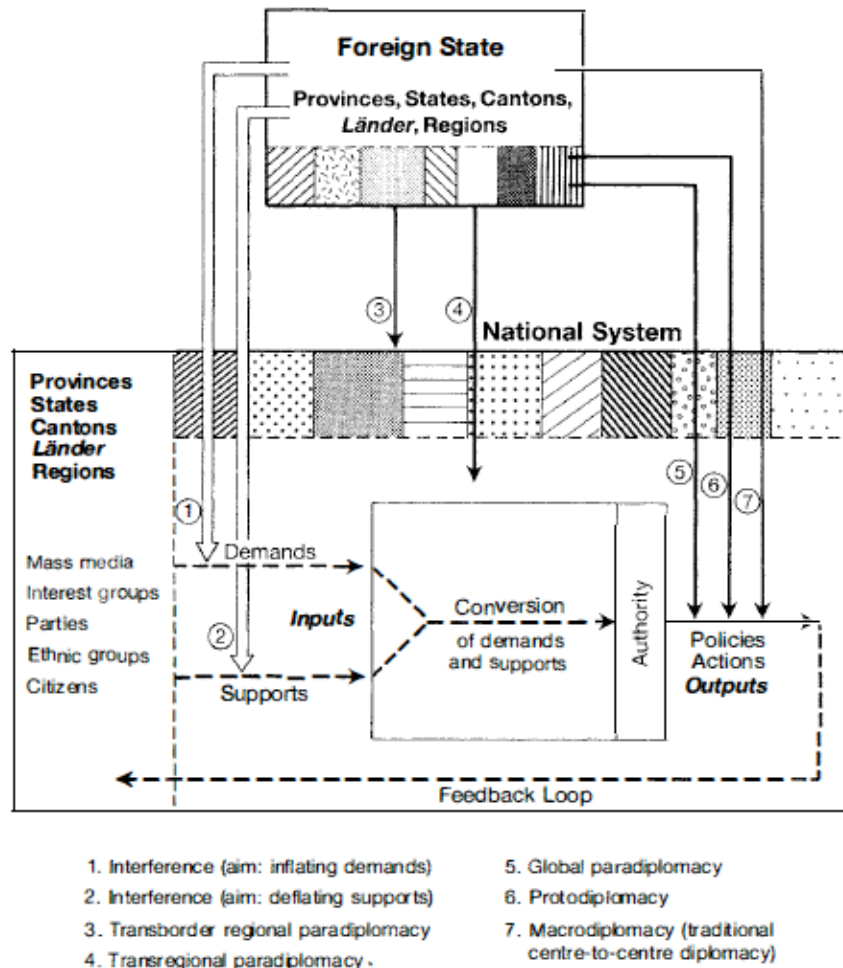 Foreign State
Provinces, States, Cantons,
Länder, Regions
3
4
National System
Provinces
States
Cantons
Länder
Regions
5
6
7
1
Demands
Mass media
Interest groups
Inputs
Conversion
Parties
2
of demands
and supports
Authority
Policies
Actions
Outputs
Ethnic groups
Citizens
Supports
Feedback Loop
1. Interference (aim: inflating demands)
2. Interference (aim: deflating supports)
3. Transborder regional paradiplomacy
4. Transregional paradiplomacy.
5. Global paradiplomacy
6. Protodiplomacy
7. Macrodiplomacy (traditional
centre-to-centre diplomacy)